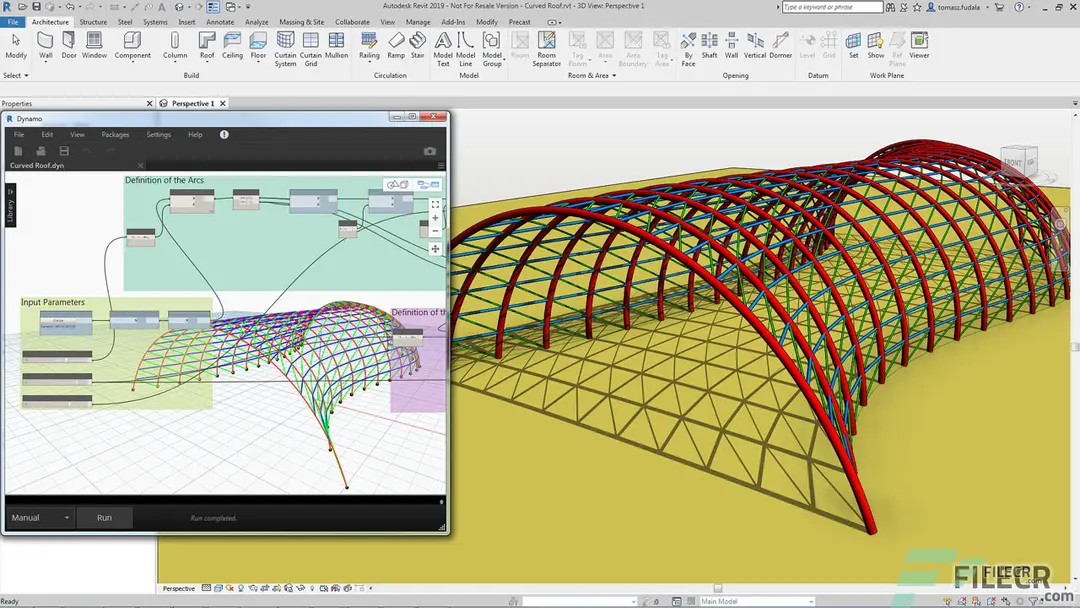 Autodesk Revit 2019 - Not For Resale Version - Curved Roof.rvt - 3D View: Perspective 1
Type a keyword or phrase
tomasz.fudala
File Architecture Structure Steel Systems Insert Annotate Analyze Massing & Site Collaborate View Manage Add-Ins Modify Precast
Modify Wall Door Window Component Column Roof Ceiling Floor Curtain System Curtain Grid Mullion Railing Ramp Stair Model Text Model Line Model Group Room Room Separator Tag Room Area Area Boundary Tag Area By Face Shaft Wall Vertical Dormer Level Grid Set Show Ref Plane Viewer
Select Build Circulation Model Room & Area Opening Datum Work Plane
Properties
Perspective 1
Dynamo
File Edit View Packages Settings Help
Curved Roof.dyn
Library
Definition of the Arcs
Input Parameters
Definition of th
Manual Run Run completed.
FRONT
Perspective
Ready
:0
Main Model
FILECR
FILECR
.com
.com